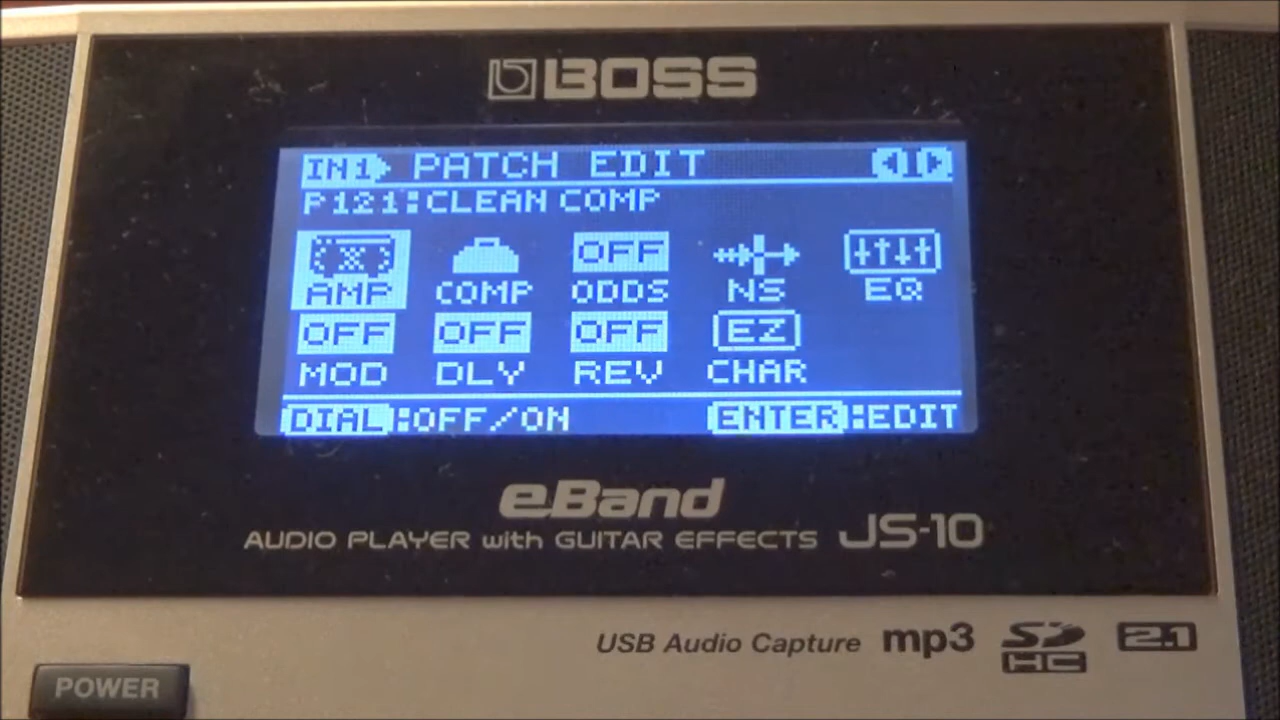 BOSS
IN1 PATCH EDIT
P121:CLEAN COMP
AMP COMP OFF ODDS NS EQ
OFF MOD OFF DLY OFF REV EZ CHAR
DIAL:OFF/ON ENTER:EDIT
eBand
AUDIO PLAYER with GUITAR EFFECTS JS-10
USB Audio Capture mp3 SD HC 2.1
POWER